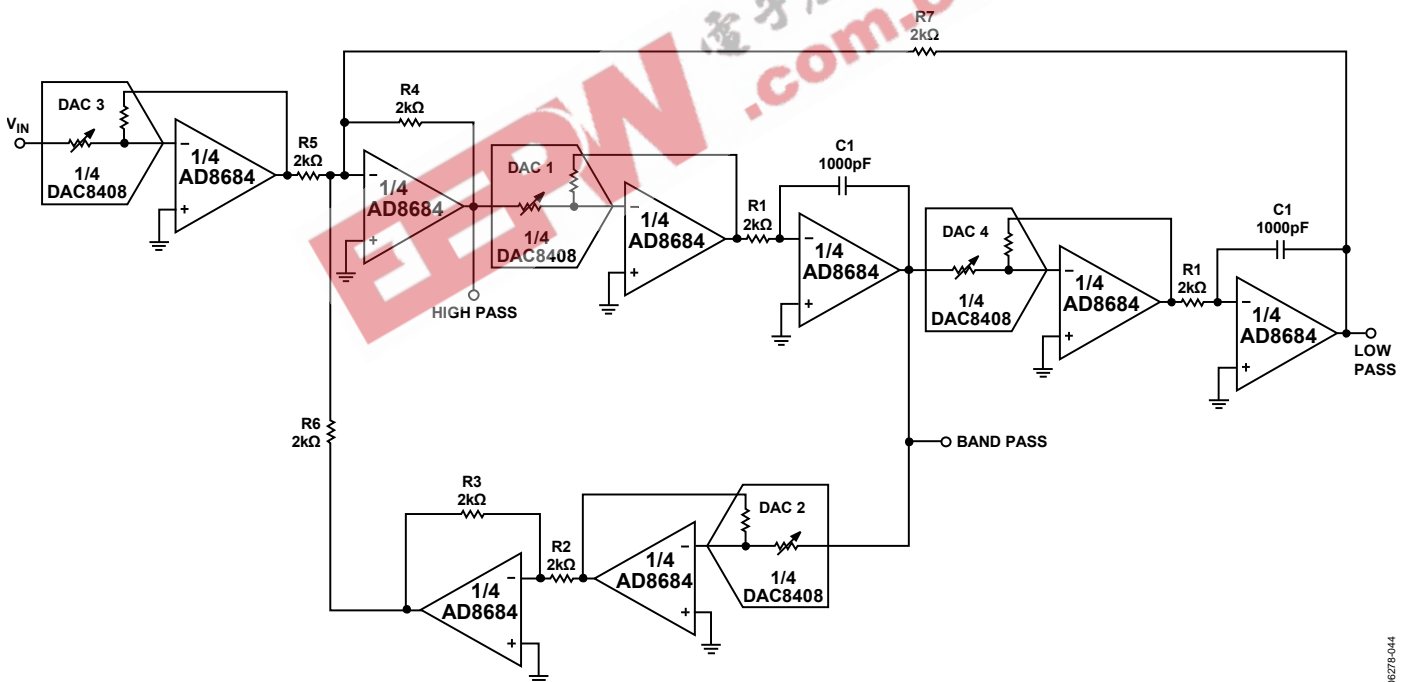 R7
2kΩ
DAC 3
R4
2kΩ
VIN
R5
2kΩ
1/4
DAC8408
1/4
AD8684
1/4
AD8684
HIGH PASS
DAC 1
1/4
DAC8408
1/4
AD8684
R1
2kΩ
C1
1000pF
1/4
AD8684
DAC 4
1/4
DAC8408
1/4
AD8684
R1
2kΩ
C1
1000pF
1/4
AD8684
LOW
PASS
R6
2kΩ
BAND PASS
R3
2kΩ
R2
2kΩ
DAC 2
1/4
DAC8408
1/4
AD8684
1/4
AD8684
EEPW
.com.
06278-044